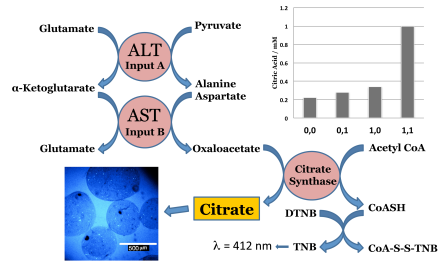 Glutamate
Pyruvate
ALT
Input A
α-Ketoglutarate
Alanine
Aspartate
AST
Input B
Glutamate
Oxaloacetate
Citric Acid / mM
1.2
1
0.8
0.6
0.4
0.2
0
0,0
0,1
1,0
1,1
Acetyl CoA
Citrate
Synthase
Citrate
DTNB
CoASH
λ = 412 nm
TNB
CoA-S-S-TNB
500 μm